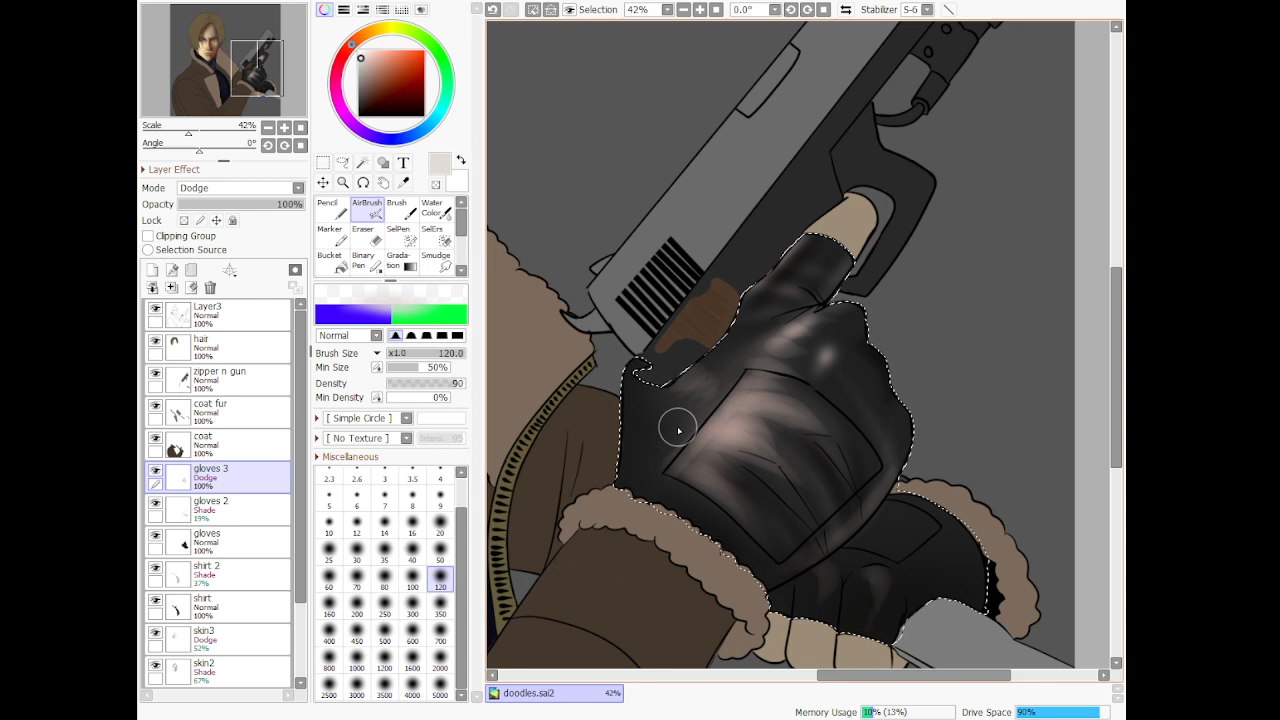 Selection
42%
0.0°
Stabilizer
S-6
Scale
42%
Angle
0°
Layer Effect
Mode
Dodge
Opacity
100%
Lock
Clipping Group
Selection Source
Layer3
Normal
100%
hair
Normal
100%
zipper n gun
Normal
100%
coat fur
Normal
100%
coat
Normal
100%
gloves 3
Dodge
100%
gloves 2
Shade
19%
gloves
Normal
100%
shirt 2
Shade
37%
shirt
Normal
100%
skin3
Dodge
52%
skin2
Shade
67%
T
Pencil
AirBrush
Brush
Water Color
Marker
Eraser
SelPen
SelErs
Bucket
Binary Pen
Grada-tion
Smudge
Normal
Brush Size
x1.0
120.0
Min Size
50%
Density
90
Min Density
0%
[ Simple Circle ]
[ No Texture ]
Intens. 95
Miscellaneous
2.3 2.6 3 3.5 4
5 6 7 8 9
10 12 14 16 20
25 30 35 40 50
60 70 80 100 120
160 200 250 300 350
400 450 500 600 700
800 1000 1200 1600 2000
2500 3000 3500 4000 5000
doodles.sai2
42%
Memory Usage
10% (13%)
Drive Space
90%